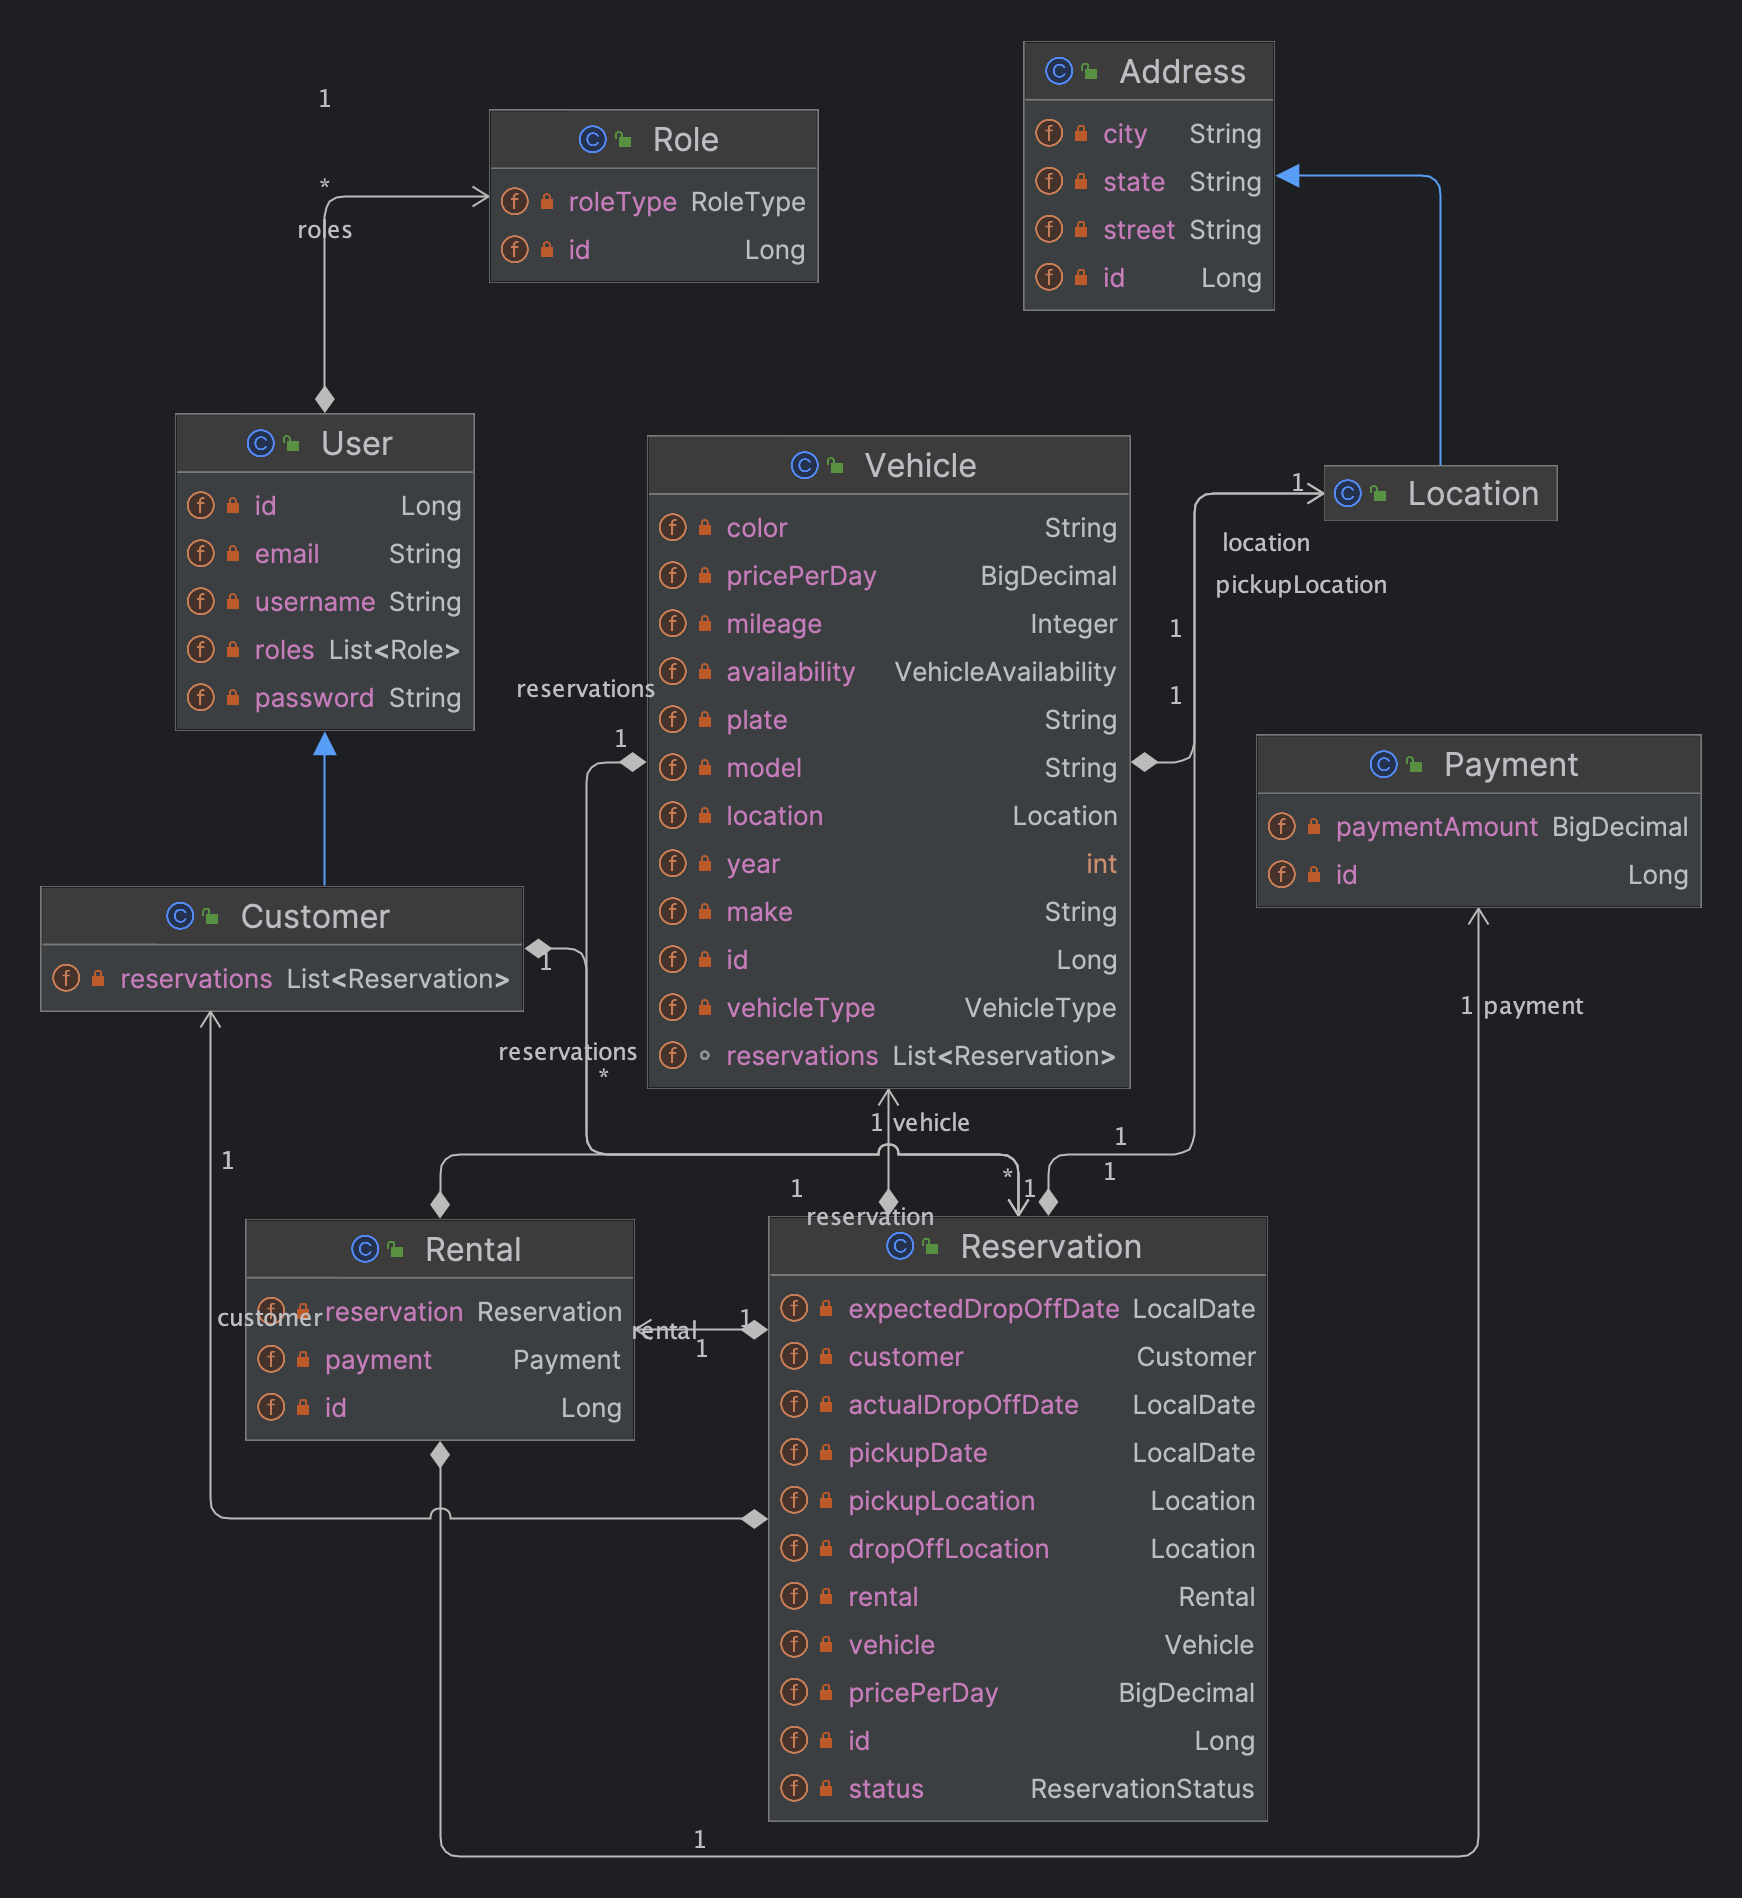 1
*
roles
Role
roleType RoleType
id Long
Address
city String
state String
street String
id Long
User
id Long
email String
username String
roles List<Role>
password String
Vehicle
color String
pricePerDay BigDecimal
mileage Integer
availability VehicleAvailability
plate String
model String
location Location
year int
make String
id Long
vehicleType VehicleType
reservations List<Reservation>
1
Location
location
pickupLocation
1
1
reservations
1
Payment
paymentAmount BigDecimal
id Long
1 payment
Customer
reservations List<Reservation>
1
reservations
*
1
1 vehicle
1
1
* 1
1
reservation
Rental
reservation Reservation
payment Payment
id Long
customer
rental
1
1
Reservation
expectedDropOffDate LocalDate
customer Customer
actualDropOffDate LocalDate
pickupDate LocalDate
pickupLocation Location
dropOffLocation Location
rental Rental
vehicle Vehicle
pricePerDay BigDecimal
id Long
status ReservationStatus
1